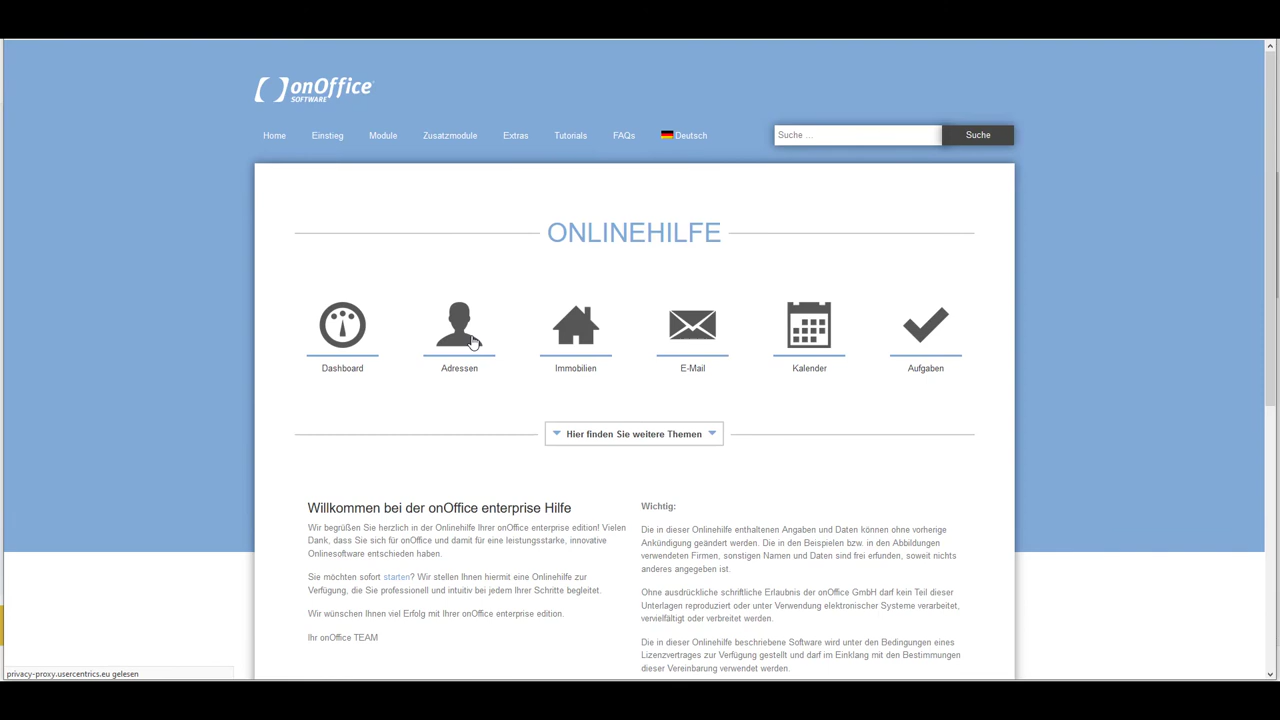 onOffice
SOFTWARE
Home Einstieg Module Zusatzmodule Extras Tutorials FAQs Deutsch
Suche ... Suche
ONLINEHILFE
Dashboard Adressen Immobilien E-Mail Kalender Aufgaben
Hier finden Sie weitere Themen
Willkommen bei der onOffice enterprise Hilfe
Wir begrüßen Sie herzlich in der Onlinehilfe Ihrer onOffice enterprise edition! Vielen
Dank, dass Sie sich für onOffice und damit für eine leistungsstarke, innovative
Onlinesoftware entschieden haben.
Sie möchten sofort starten? Wir stellen Ihnen hiermit eine Onlinehilfe zur
Verfügung, die Sie professionell und intuitiv bei jedem Ihrer Schritte begleitet.
Wir wünschen Ihnen viel Erfolg mit Ihrer onOffice enterprise edition.
Ihr onOffice TEAM
Wichtig:
Die in dieser Onlinehilfe enthaltenen Angaben und Daten können ohne vorherige
Ankündigung geändert werden. Die in den Beispielen bzw. in den Abbildungen
verwendeten Firmen, sonstigen Namen und Daten sind frei erfunden, soweit nichts
anderes angegeben ist.
Ohne ausdrückliche schriftliche Erlaubnis der onOffice GmbH darf kein Teil dieser
Unterlagen reproduziert oder unter Verwendung elektronischer Systeme verarbeitet,
vervielfältigt oder verbreitet werden.
Die in dieser Onlinehilfe beschriebene Software wird unter den Bedingungen eines
Lizenzvertrages zur Verfügung gestellt und darf im Einklang mit den Bestimmungen
dieser Vereinbarung verwendet werden.
privacy-proxy.usercentrics.eu gelesen